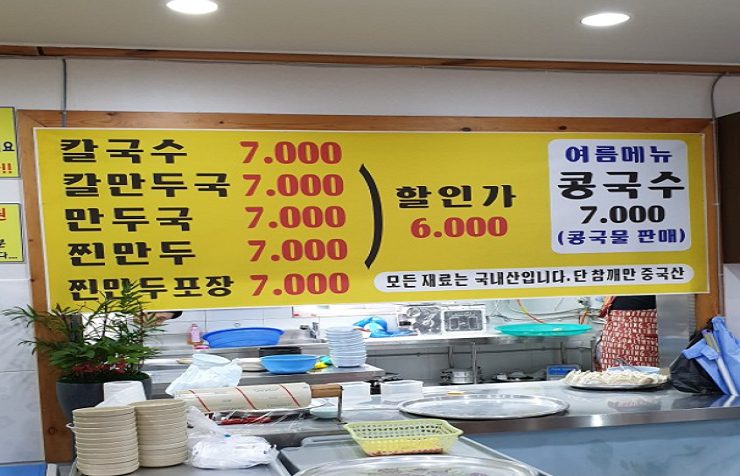 칼국수 7.000
칼만두국 7.000
만두국 7.000
찐만두 7.000
찐만두포장 7.000
할인가
6.000
여름메뉴
콩국수
7.000
(콩국물 판매)
모든 재료는 국내산입니다.단 참깨만 중국산